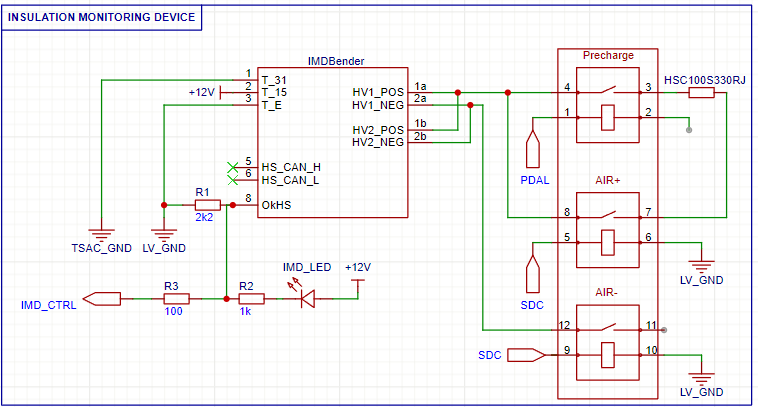 INSULATION MONITORING DEVICE
IMDBender
Precharge
1 T_31
+12V 2 T_15
3 T_E
HV1_POS 1a
HV1_NEG 2a
HV2_POS 1b
HV2_NEG 2b
5 HS_CAN_H
6 HS_CAN_L
8 OkHS
4 3
HSC100S330RJ
1 2
PDAL
AIR+
8 7
5 6
SDC
LV_GND
R1
2k2
TSAC_GND
LV_GND
IMD_LED
+12V
IMD_CTRL
R3
100
R2
1k
AIR-
12 11
SDC
9 10
LV_GND